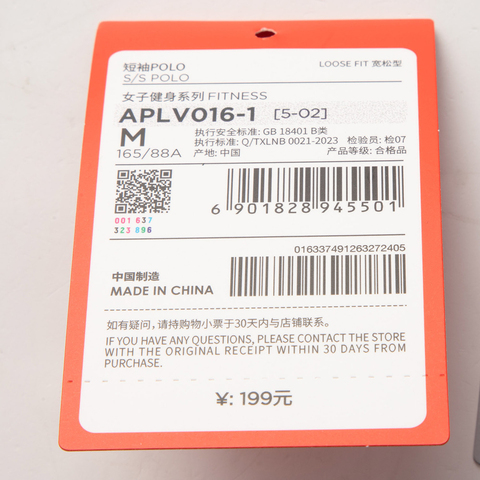 短袖POLO
LOOSE FIT 宽松型
S/S POLO
女子健身系列 FITNESS
APLV016-1 [5-02]
M
执行安全标准: GB 18401 B类
执行标准: Q/TXLNB 0021-2023 检验员: 检07
165/88A
产地: 中国
产品等级: 合格品
001 637
323 896
6 901828 945501
016337491263272405
中国制造
MADE IN CHINA
如有疑问, 请持购物小票于30天内与店铺联系。
IF YOU HAVE ANY QUESTIONS, PLEASE CONTACT THE STORE
WITH THE ORIGINAL RECEIPT WITHIN 30 DAYS FROM
PURCHASE.
¥: 199元